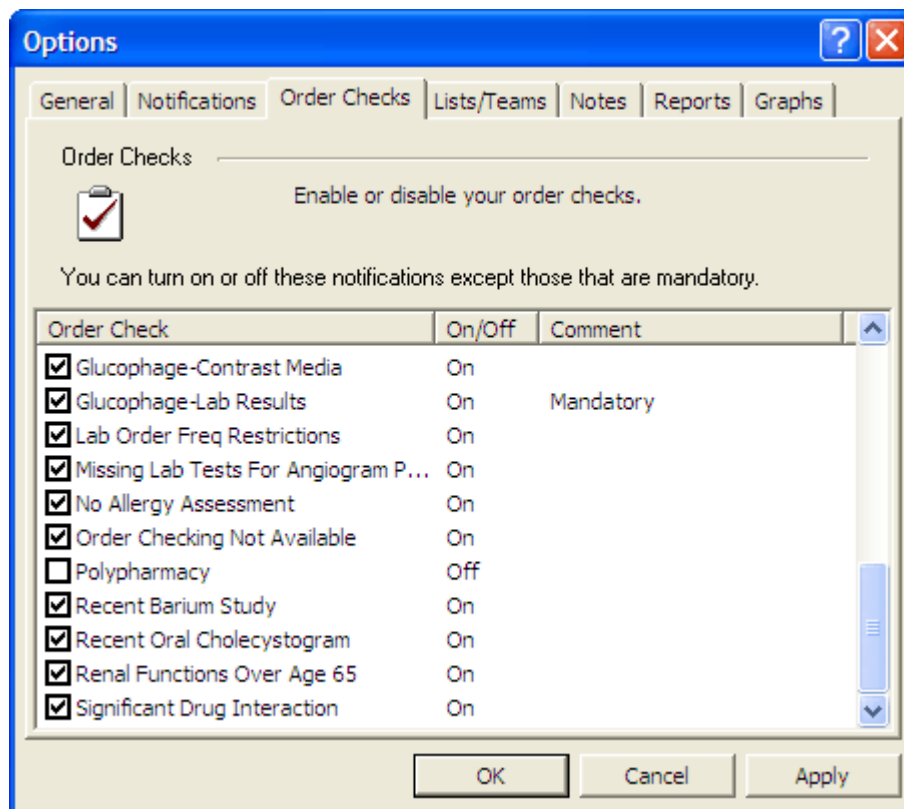 Options
General Notifications Order Checks Lists/Teams Notes Reports Graphs
Order Checks
Enable or disable your order checks.
You can turn on or off these notifications except those that are mandatory.
Order Check On/Off Comment
Glucophage-Contrast Media On
Glucophage-Lab Results On Mandatory
Lab Order Freq Restrictions On
Missing Lab Tests For Angiogram P... On
No Allergy Assessment On
Order Checking Not Available On
Polypharmacy Off
Recent Barium Study On
Recent Oral Cholecystogram On
Renal Functions Over Age 65 On
Significant Drug Interaction On
OK Cancel Apply